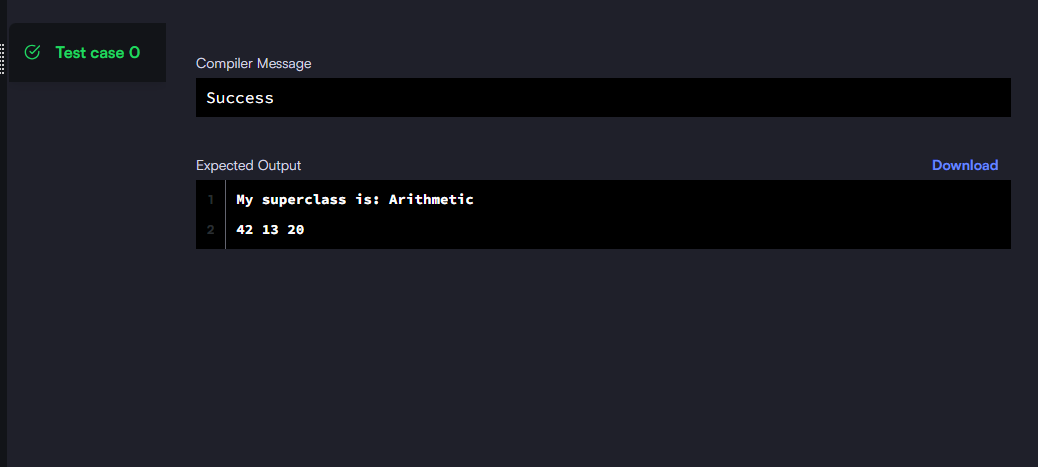 Test case 0
Compiler Message
Success
Expected Output
Download
1 My superclass is: Arithmetic
2 42 13 20